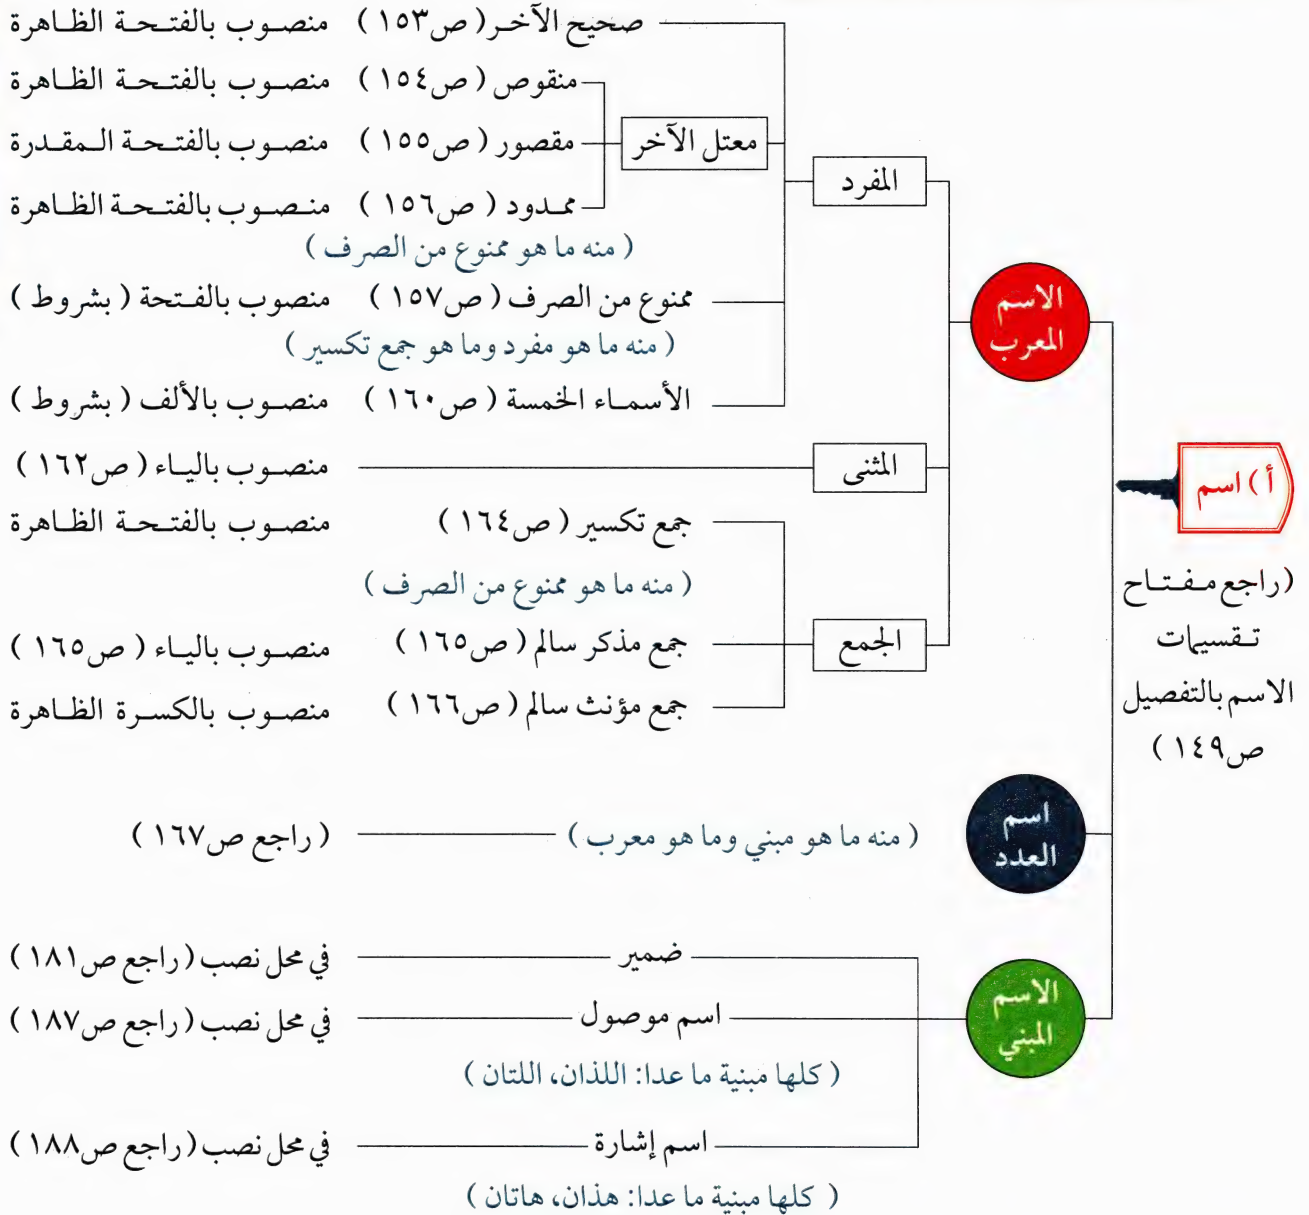 صحيح الآخر ( ص١٥٣ ) منصوب بالفتحة الظاهرة
منقوص ( ص١٥٤ ) منصوب بالفتحة الظاهرة
معتل الآخر
مقصور ( ص١٥٥ ) منصوب بالفتحة المقدرة
المفرد
ممدود ( ص١٥٦ ) منصوب بالفتحة الظاهرة
( منه ما هو ممنوع من الصرف )
الاسم
المعرب
ممنوع من الصرف ( ص١٥٧ ) منصوب بالفتحة ( بشروط )
( منه ما هو مفرد وما هو جمع تكسير )
الأسماء الخمسة ( ص١٦٠ ) منصوب بالألف ( بشروط )
المثنى منصوب بالياء ( ص١٦٢ )
أ ) اسم
( راجع مفتاح
تقسيمات
الاسم بالتفصيل
ص١٤٩ )
جمع تكسير ( ص١٦٤ ) منصوب بالفتحة الظاهرة
( منه ما هو ممنوع من الصرف )
الجمع
جمع مذكر سالم ( ص١٦٥ ) منصوب بالياء ( ص١٦٥ )
جمع مؤنث سالم ( ص١٦٦ ) منصوب بالكسرة الظاهرة
اسم
العدد
( منه ما هو مبني وما هو معرب ) ( راجع ص١٦٧ )
الاسم
المبني
ضمير في محل نصب ( راجع ص١٨١ )
اسم موصول في محل نصب ( راجع ص١٨٧ )
( كلها مبنية ما عدا: اللذان، اللتان )
اسم إشارة في محل نصب ( راجع ص١٨٨ )
( كلها مبنية ما عدا: هذان، هاتان )